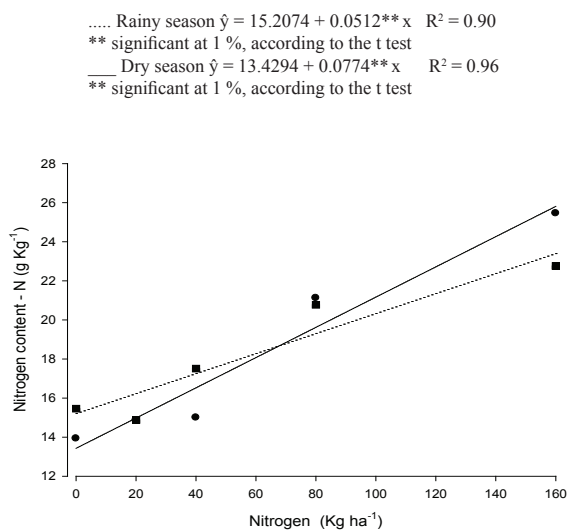 ..... Rainy season ŷ = 15.2074 + 0.0512** x R² = 0.90
** significant at 1 %, according to the t test
___ Dry season ŷ = 13.4294 + 0.0774** x R² = 0.96
** significant at 1 %, according to the t test
28
26
24
22
20
18
16
14
12
Nitrogen content - N (g Kg⁻¹)
0 20 40 60 80 100 120 140 160
Nitrogen (Kg ha⁻¹)